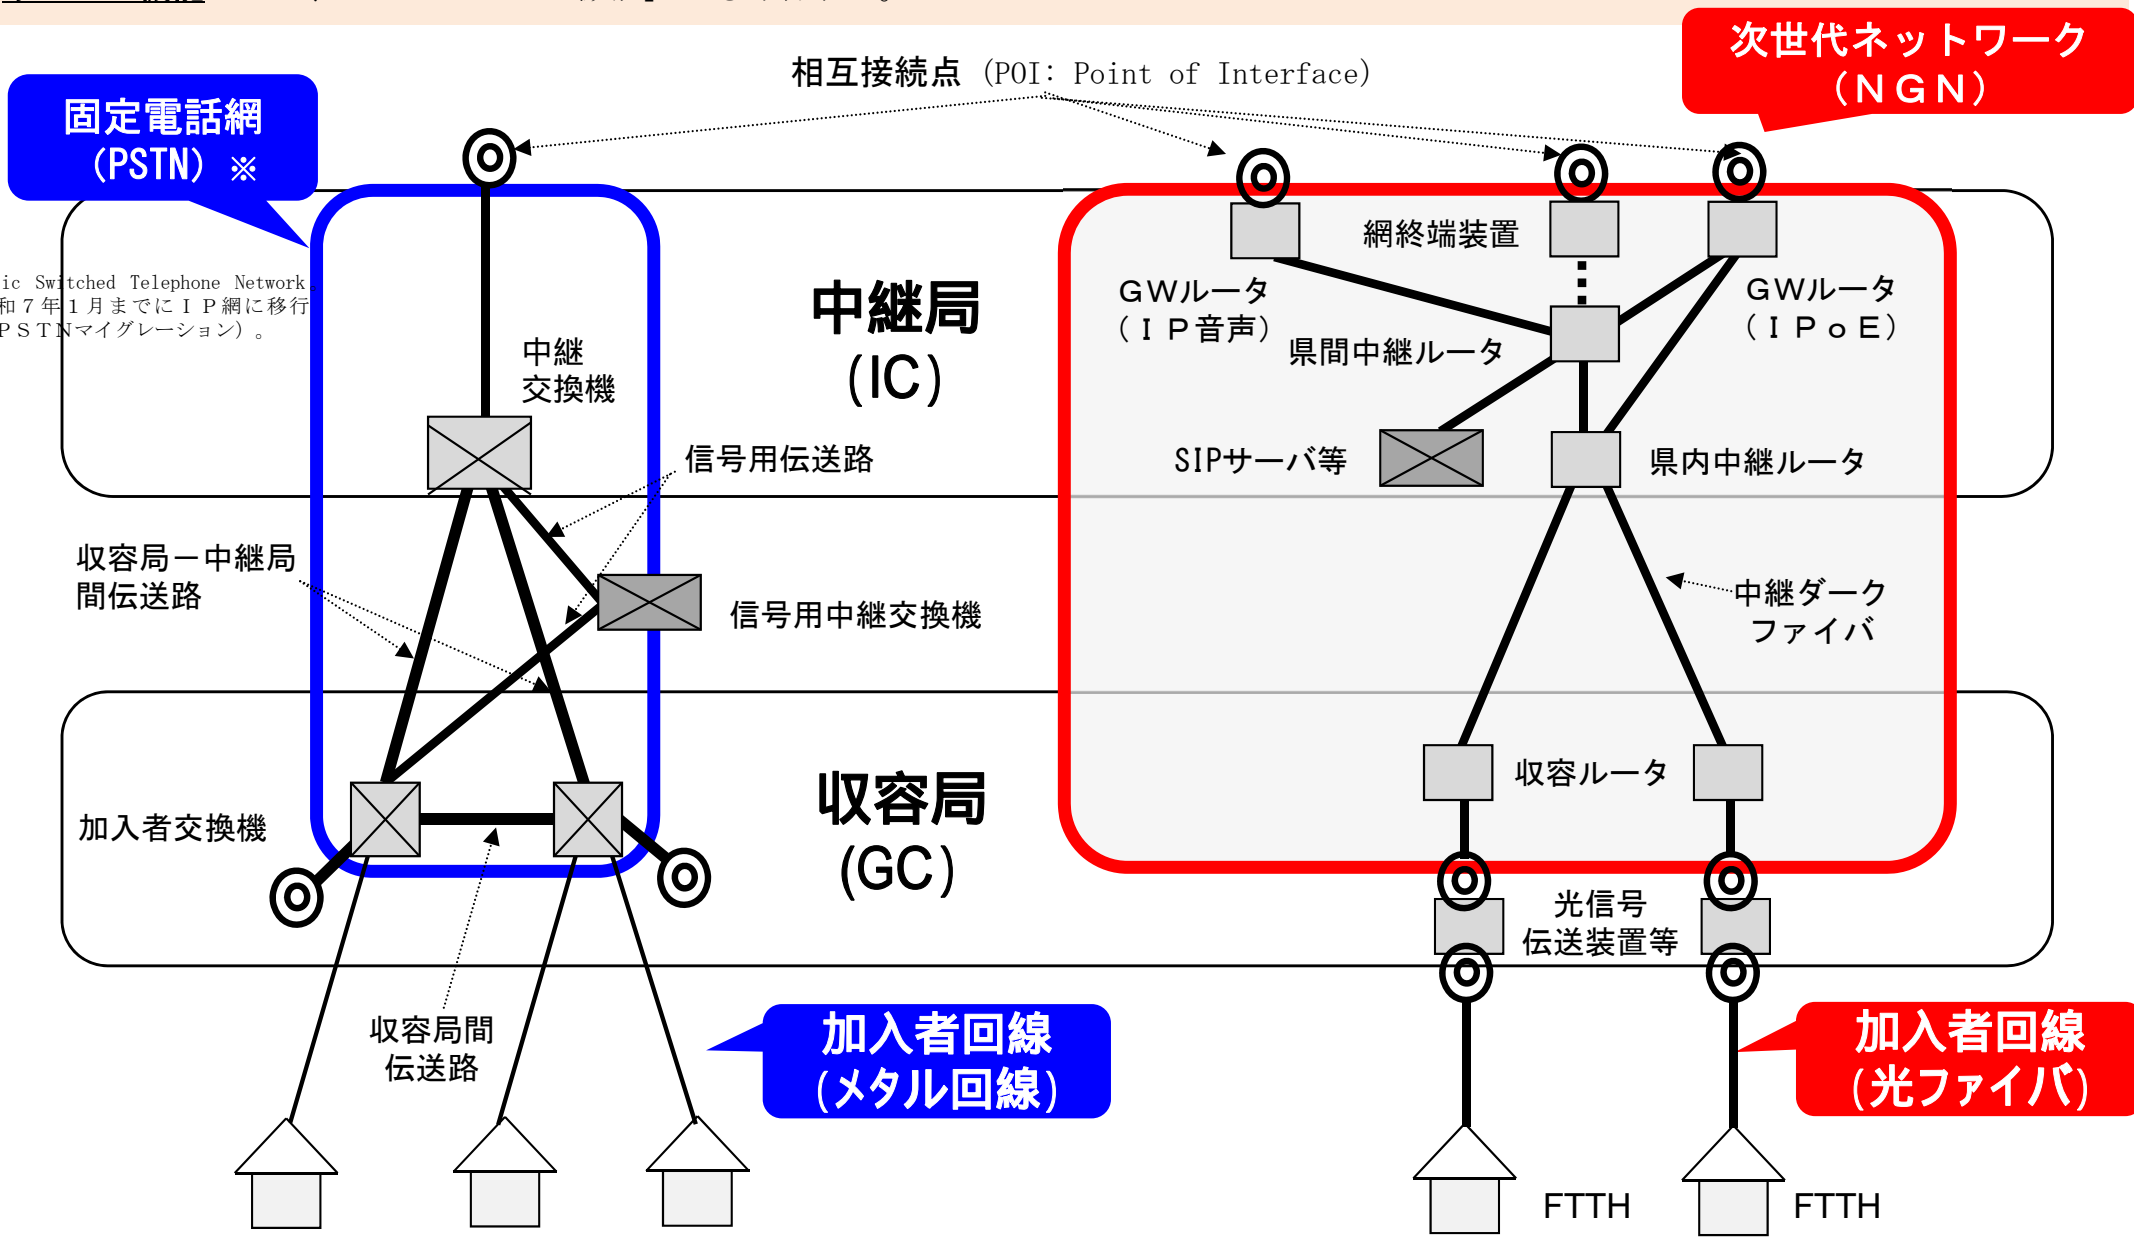 相互接続点（POI: Point of Interface）
次世代ネットワーク
（ＮＧＮ）
固定電話網
（PSTN）※
ic Switched Telephone Network。
和７年１月までにＩＰ網に移行
ＰＳＴＮマイグレーション）。
中継局
(IC)
中継
交換機
信号用伝送路
収容局－中継局
間伝送路
信号用中継交換機
網終端装置
ＧＷルータ
（ＩＰ音声）
ＧＷルータ
（ＩＰｏＥ）
県間中継ルータ
SIPサーバ等
県内中継ルータ
中継ダーク
ファイバ
収容局
(GC)
加入者交換機
収容ルータ
光信号
伝送装置等
収容局間
伝送路
加入者回線
(メタル回線)
加入者回線
(光ファイバ)
FTTH
FTTH